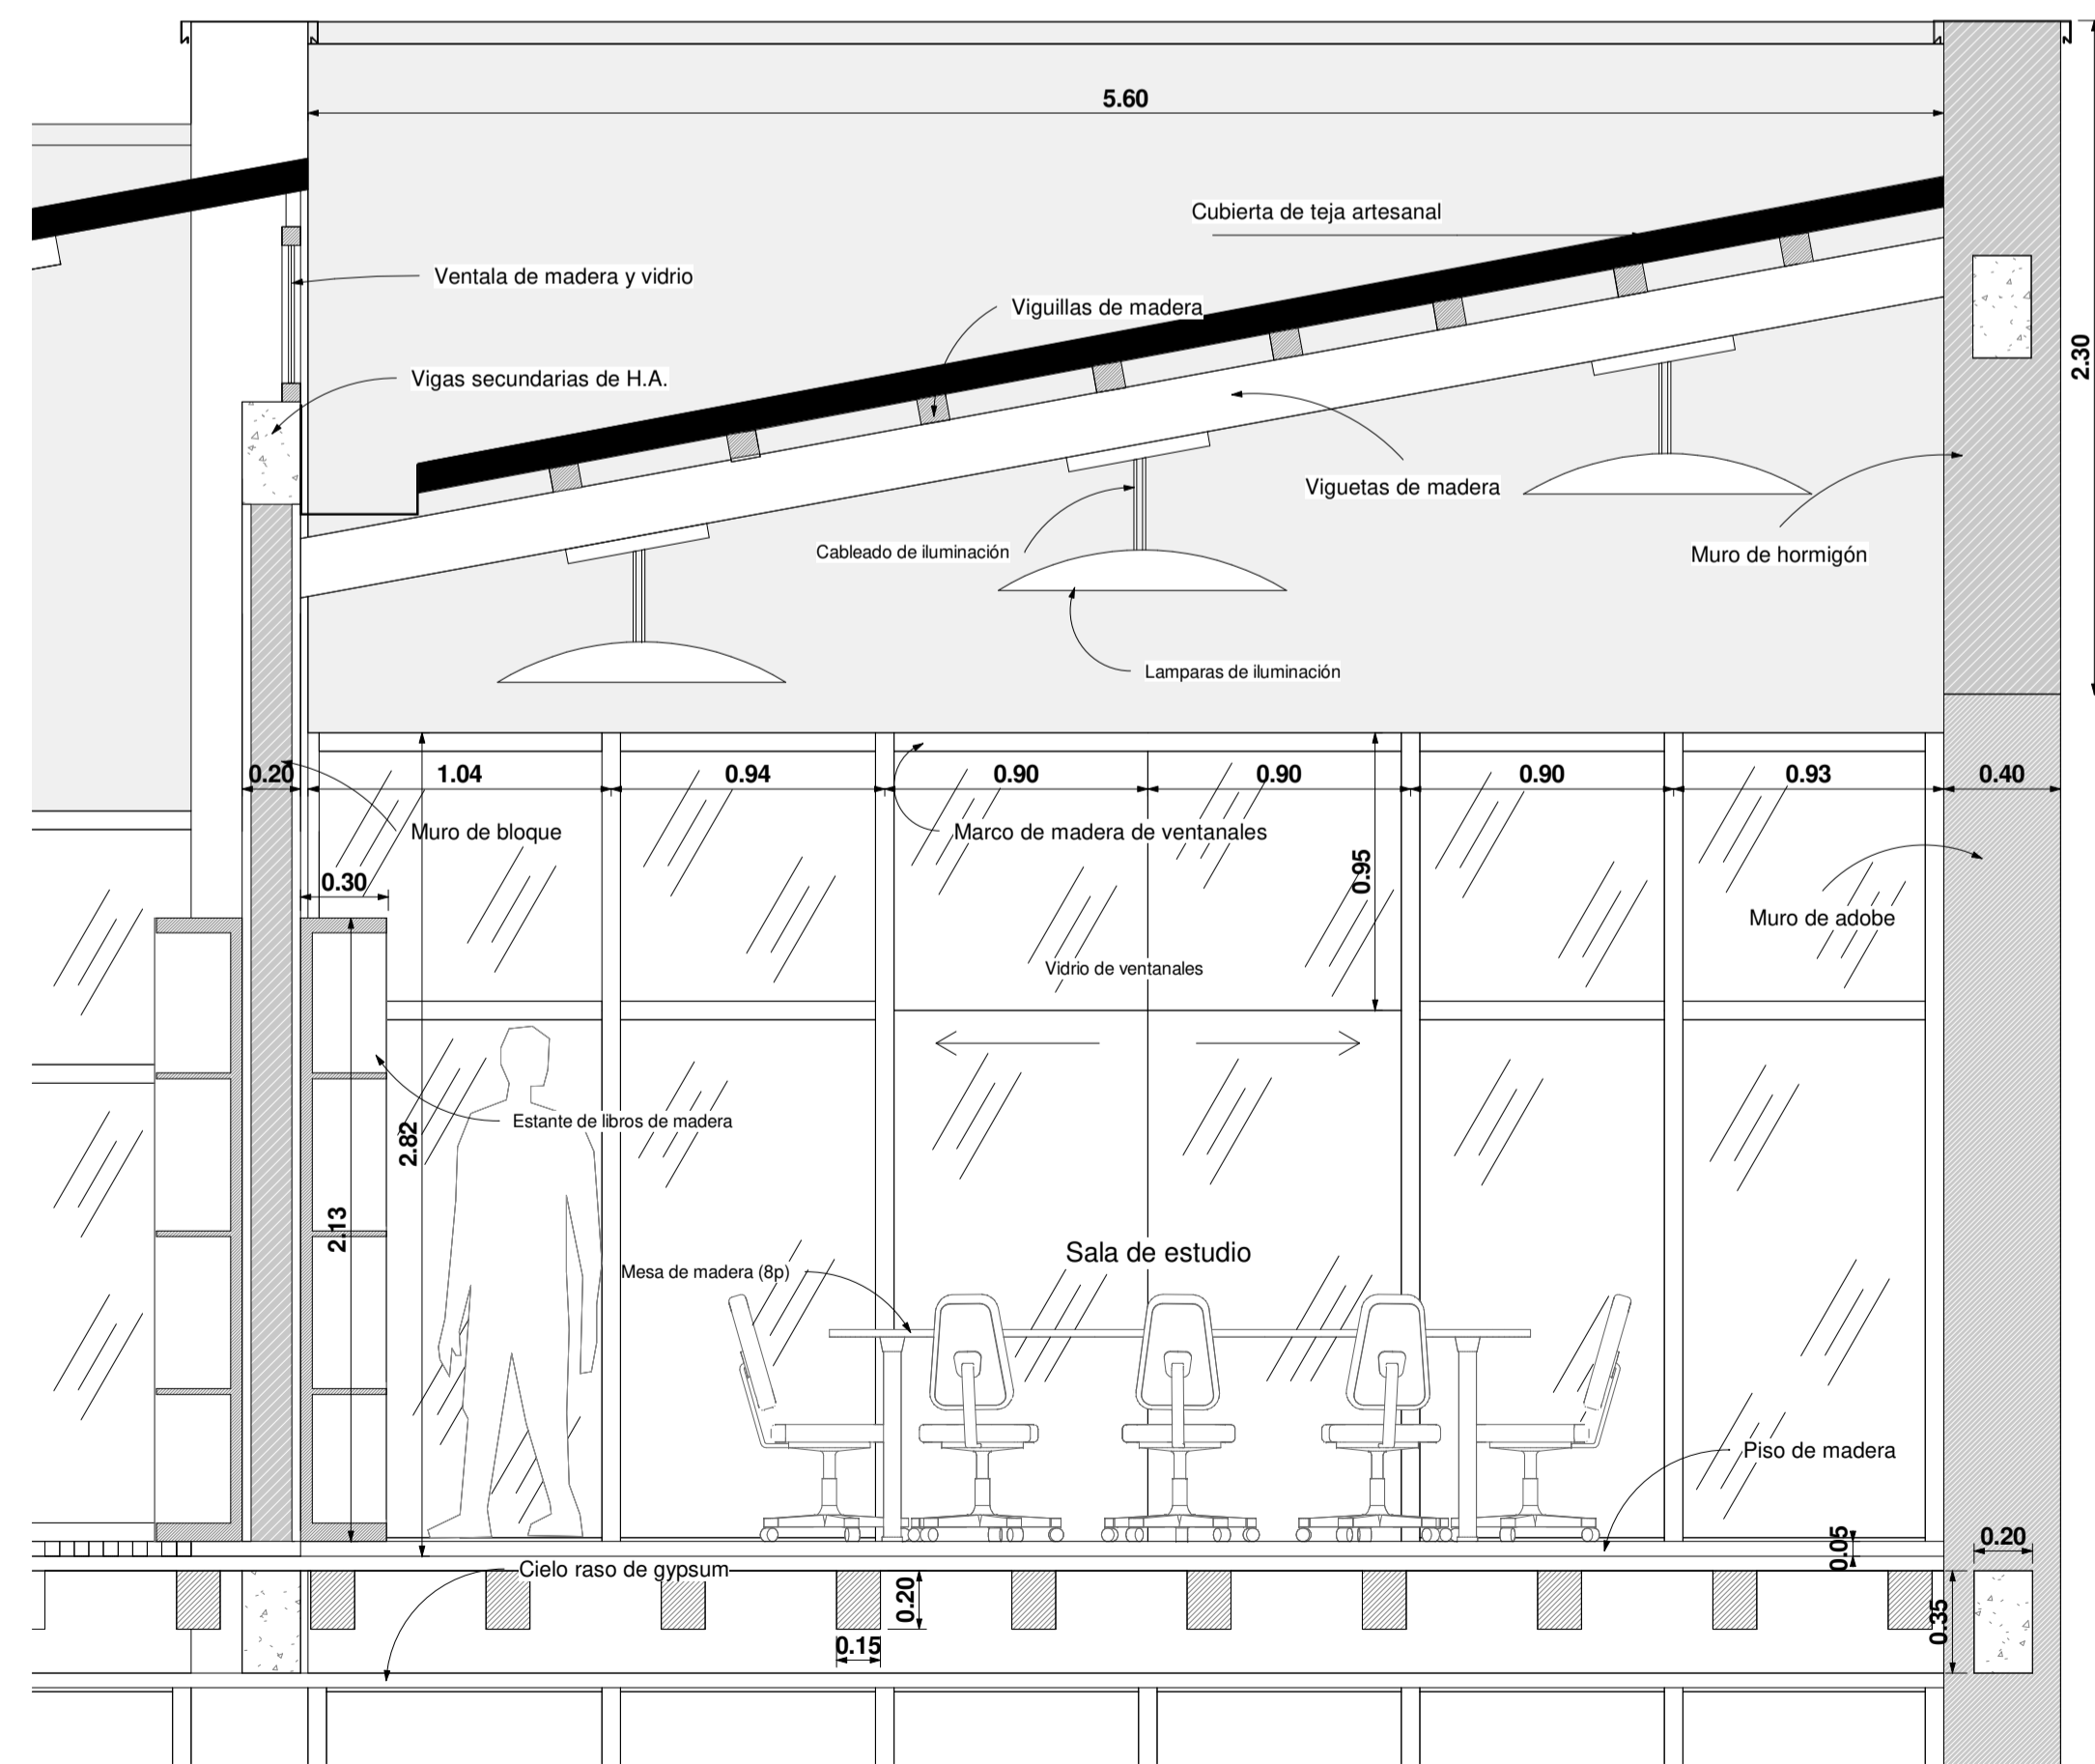 5.60
Cubierta de teja artesanal
Ventala de madera y vidrio
Viguillas de madera
2.30
Vigas secundarias de H.A.
Viguetas de madera
Cableado de iluminación
Muro de hormigón
Lamparas de iluminación
0.20
1.04
0.94
0.90
0.90
0.90
0.93
0.40
Muro de bloque
Marco de madera de ventanales
0.95
0.30
Muro de adobe
Vidrio de ventanales
Estante de libros de madera
2.82
2.13
Sala de estudio
Mesa de madera (8p)
Piso de madera
0.05
0.20
Cielo raso de gypsum
0.20
0.35
0.15